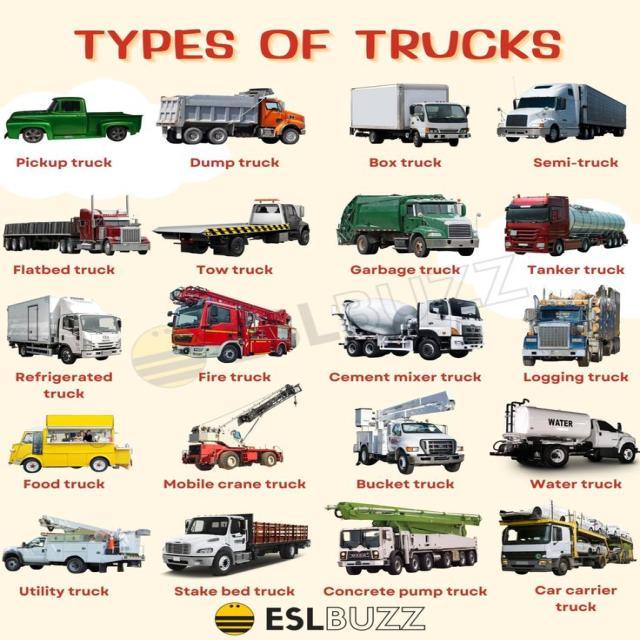 TYPES OF TRUCKS
Pickup truck
Dump truck
Box truck
Semi-truck
Flatbed truck
Tow truck
Garbage truck
Tanker truck
Refrigerated
truck
Fire truck
Cement mixer truck
Logging truck
WATER
Food truck
Mobile crane truck
Bucket truck
Water truck
Utility truck
Stake bed truck
Concrete pump truck
Car carrier
truck
ESLBUZZ
ESLBUZZ